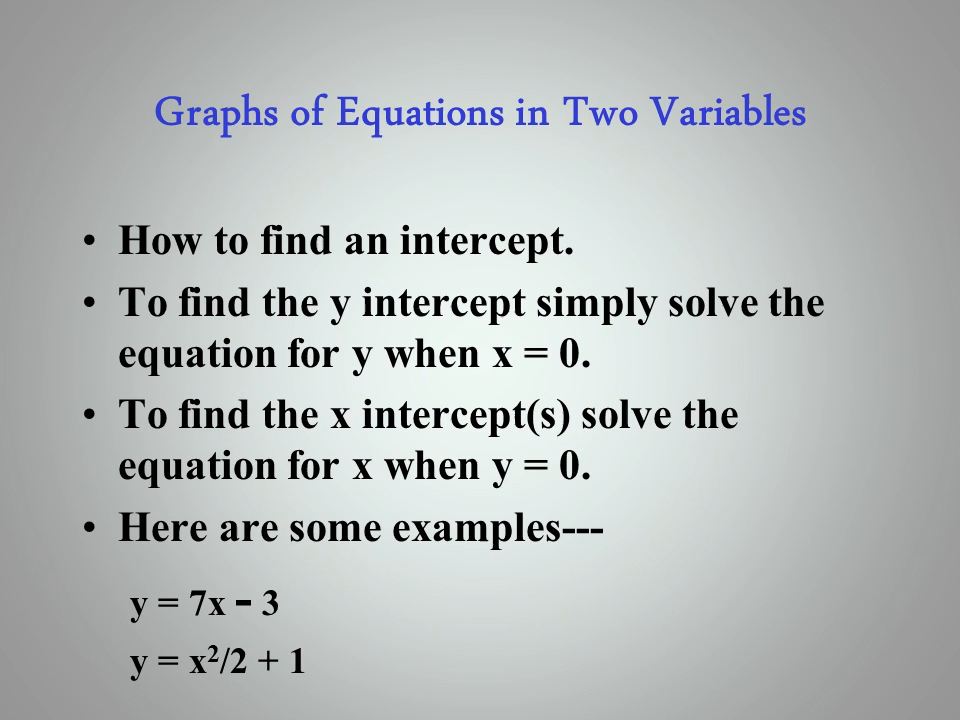 Graphs of Equations in Two Variables
• How to find an intercept.
• To find the y intercept simply solve the
equation for y when x = 0.
• To find the x intercept(s) solve the
equation for x when y = 0.
• Here are some examples---
y = 7x - 3
y = x²/2 + 1